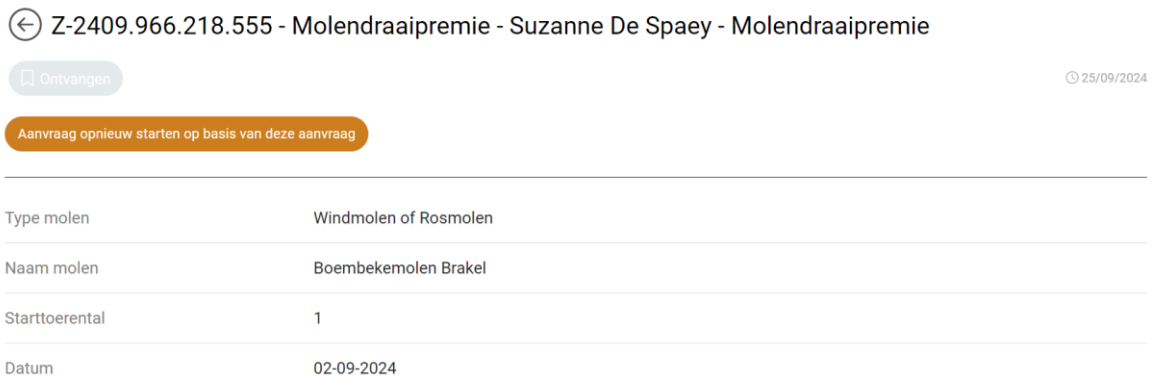 Z-2409.966.218.555 - Molendraaipremie - Suzanne De Spaey - Molendraaipremie
Ontvangen
25/09/2024
Aanvraag opnieuw starten op basis van deze aanvraag
Type molen Windmolen of Rosmolen
Naam molen Boembekemolen Brakel
Starttoerental 1
Datum 02-09-2024